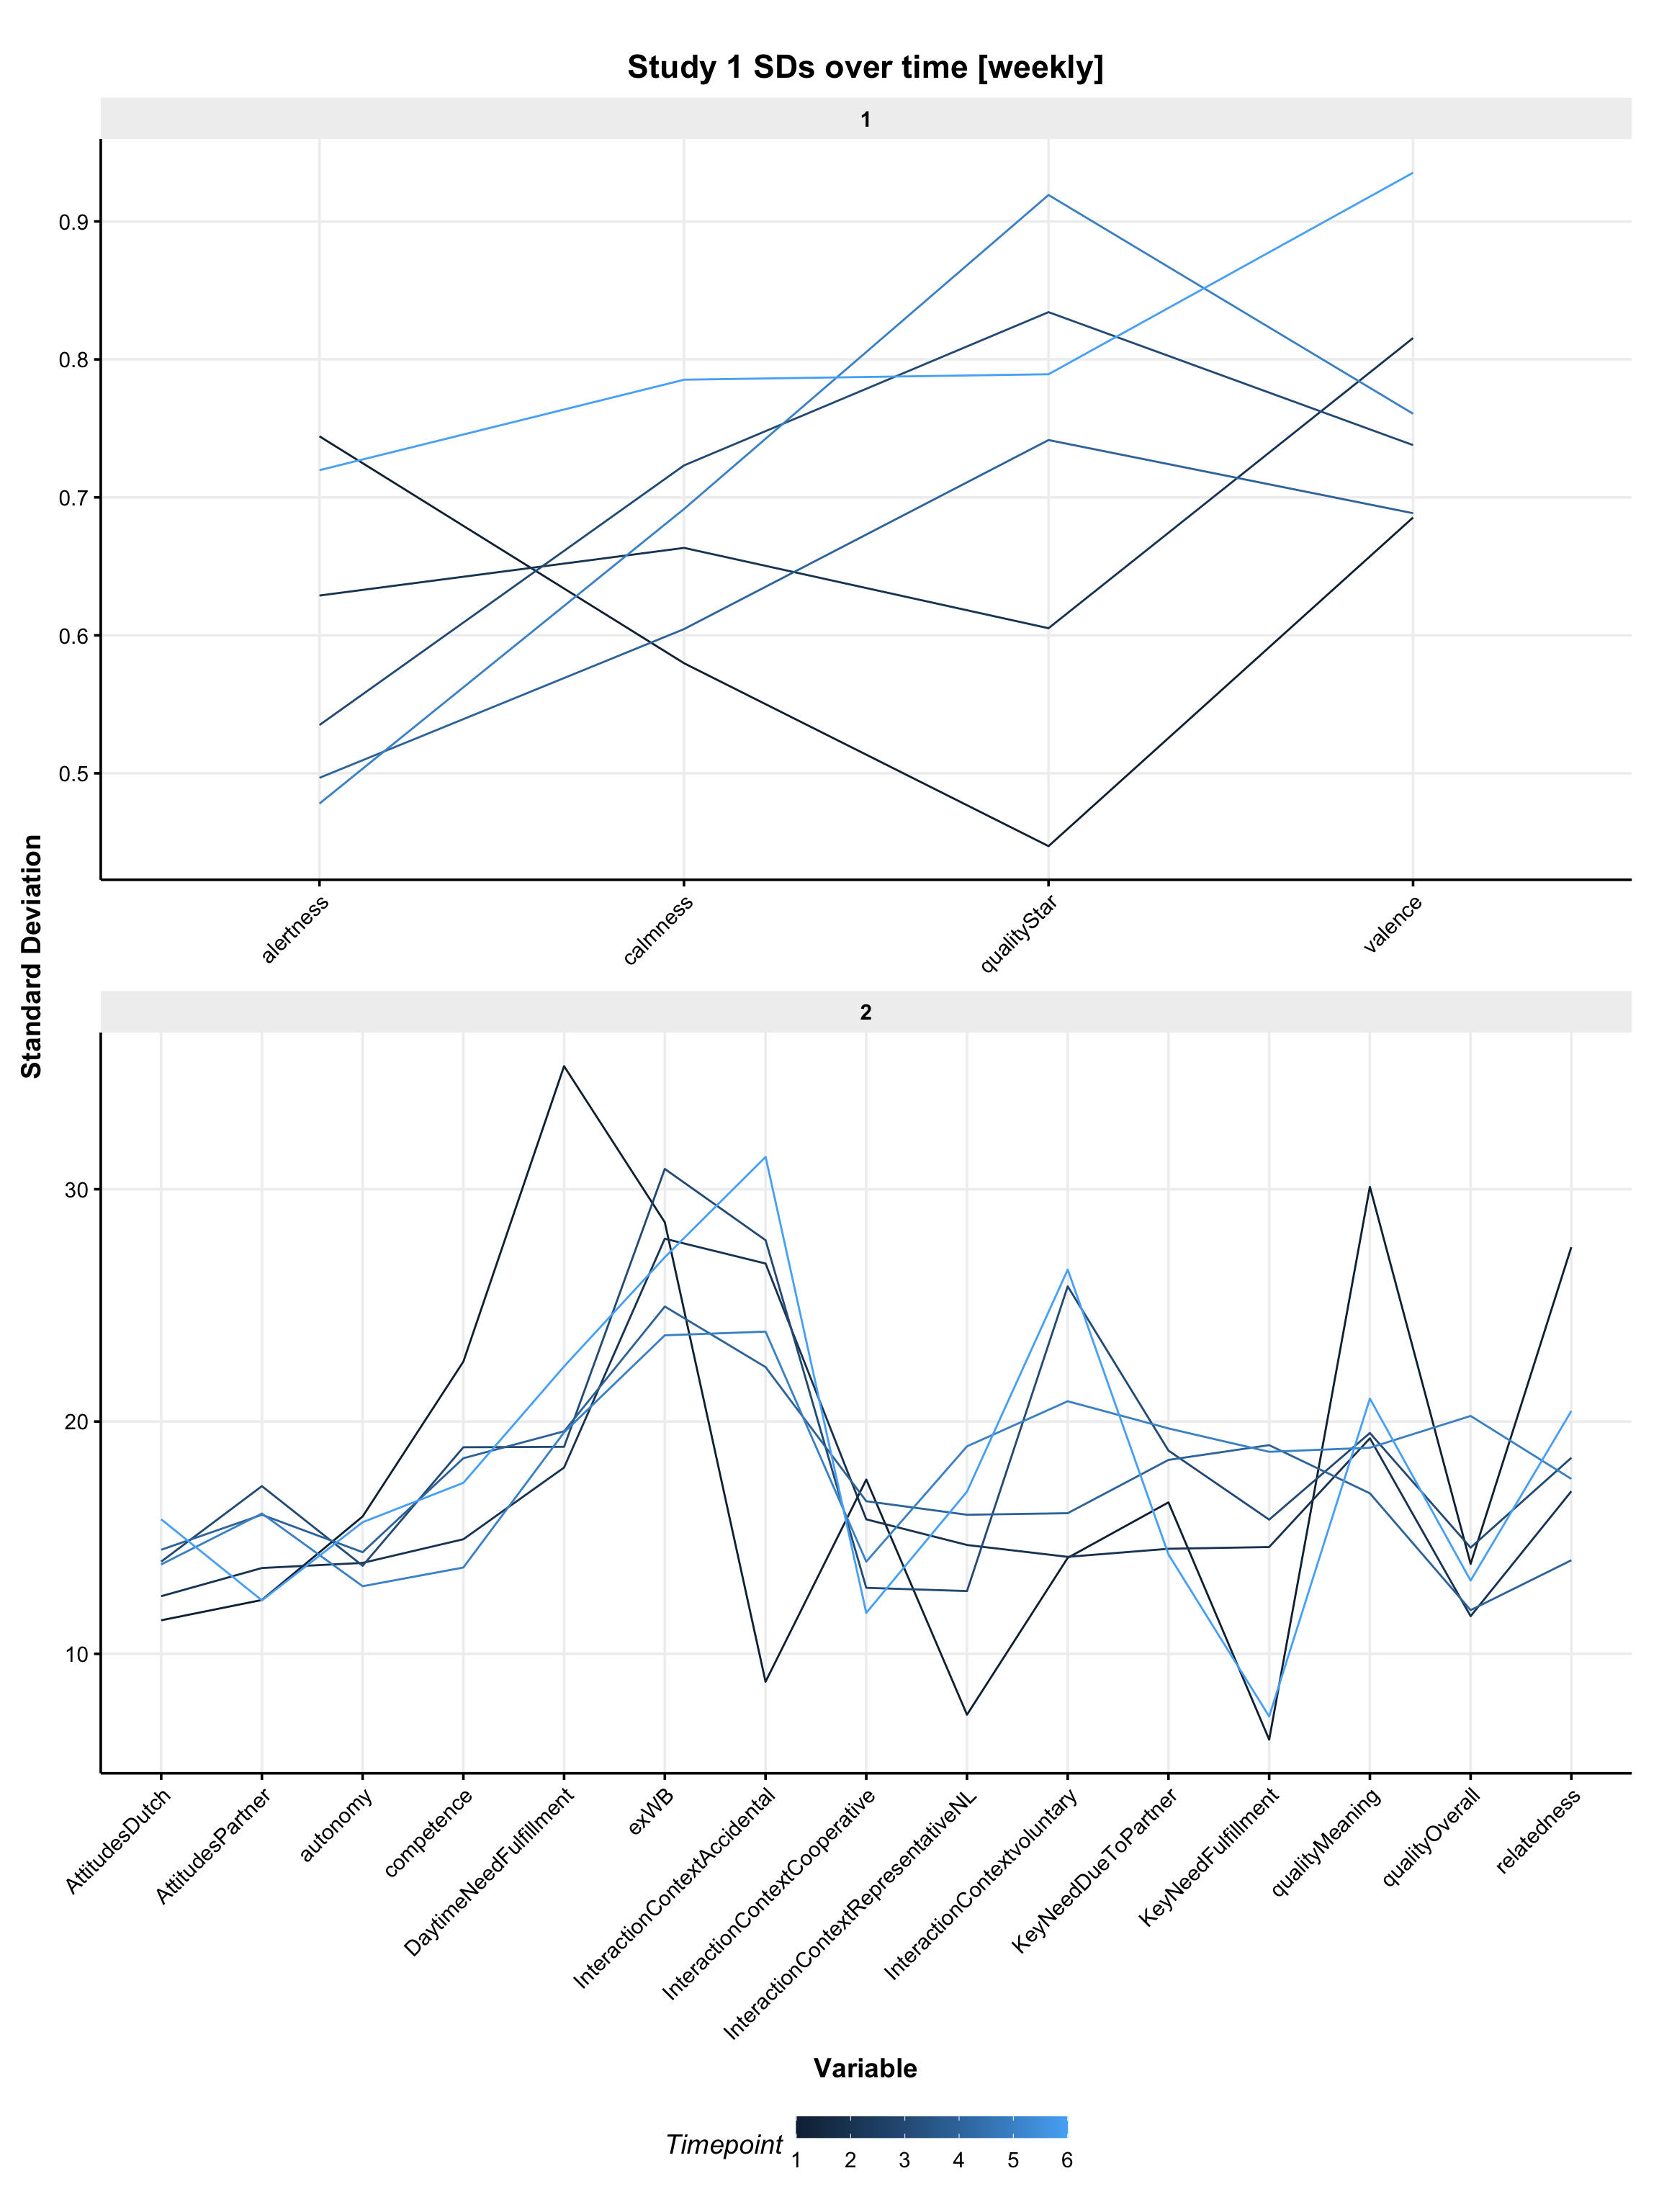 Study 1 SDs over time [weekly]
1
0.9
0.8
0.7
0.6
0.5
alertness
calmness
qualityStar
valence
Standard Deviation
2
30
20
10
AttitudesDutch
AttitudesPartner
autonomy
competence
DaytimeNeedFulfillment
exWB
InteractionContextAccidental
InteractionContextCooperative
InteractionContextRepresentativeNL
InteractionContextvoluntary
KeyNeedDueToPartner
KeyNeedFulfillment
qualityMeaning
qualityOverall
relatedness
Variable
Timepoint
1 2 3 4 5 6